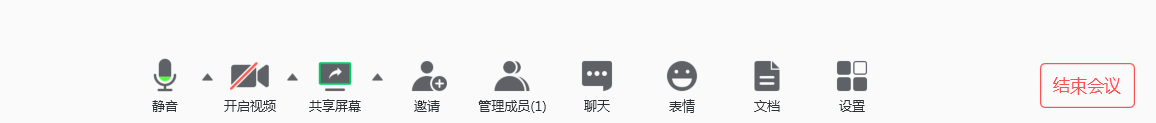 静音 开启视频 共享屏幕 邀请 管理成员(1) 聊天 表情 文档 设置 结束会议